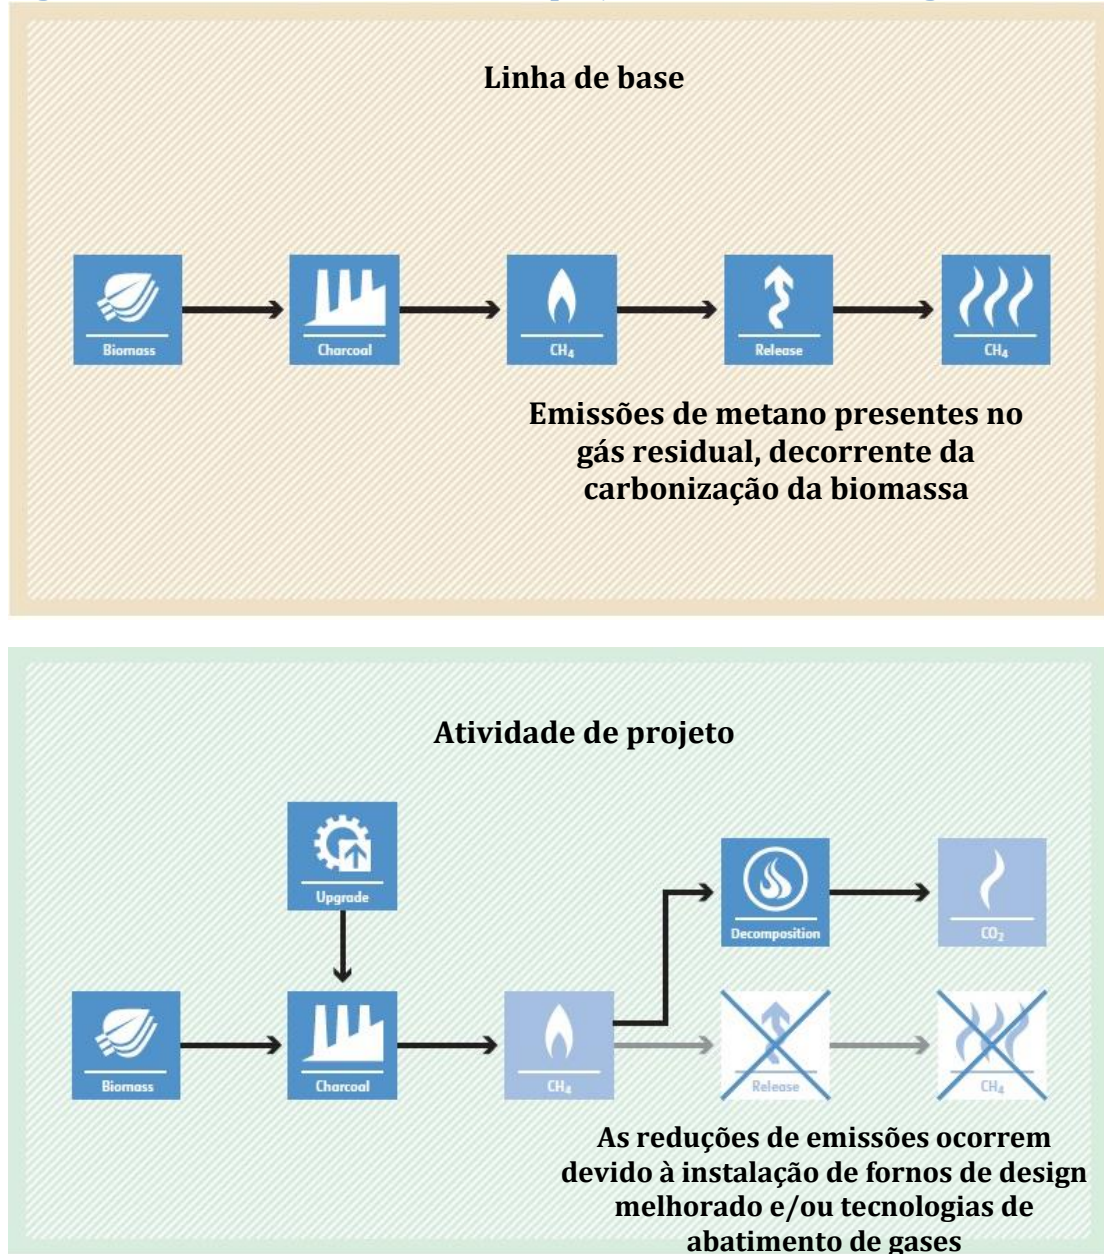 Linha de base
Biomass
Charcoal
CH₄
Release
CH₄
Emissões de metano presentes no
gás residual, decorrente da
carbonização da biomassa
Atividade de projeto
Upgrade
Decomposition
CO₂
Biomass
Charcoal
CH₄
Release
CH₄
As reduções de emissões ocorrem
devido à instalação de fornos de design
melhorado e/ou tecnologias de
abatimento de gases